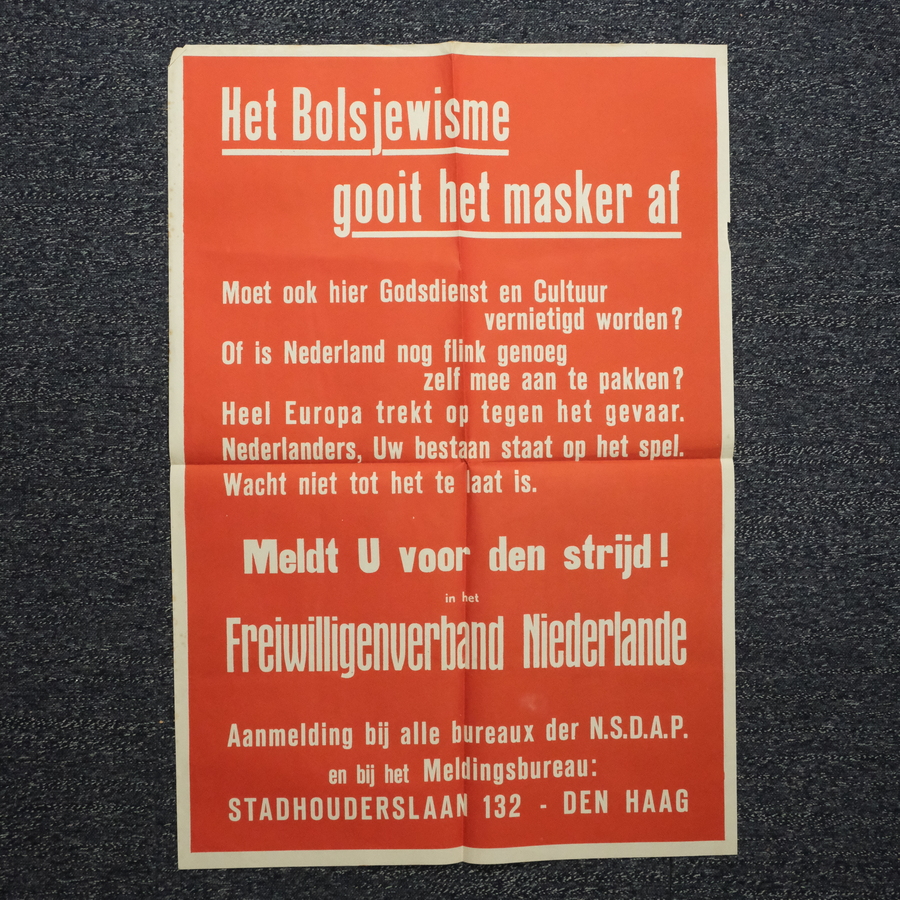 Het Bolsjewisme
gooit het masker af
Moet ook hier Godsdienst en Cultuur
vernietigd worden?
Of is Nederland nog flink genoeg
zelf mee aan te pakken?
Heel Europa trekt op tegen het gevaar.
Nederlanders, Uw bestaan staat op het spel.
Wacht niet tot het te laat is.
Meldt U voor den strijd!
in het
Freiwilligenverband Niederlande
Aanmelding bij alle bureaux der N.S.D.A.P.
en bij het Meldingsbureau:
STADHOUDERSLAAN 132 - DEN HAAG